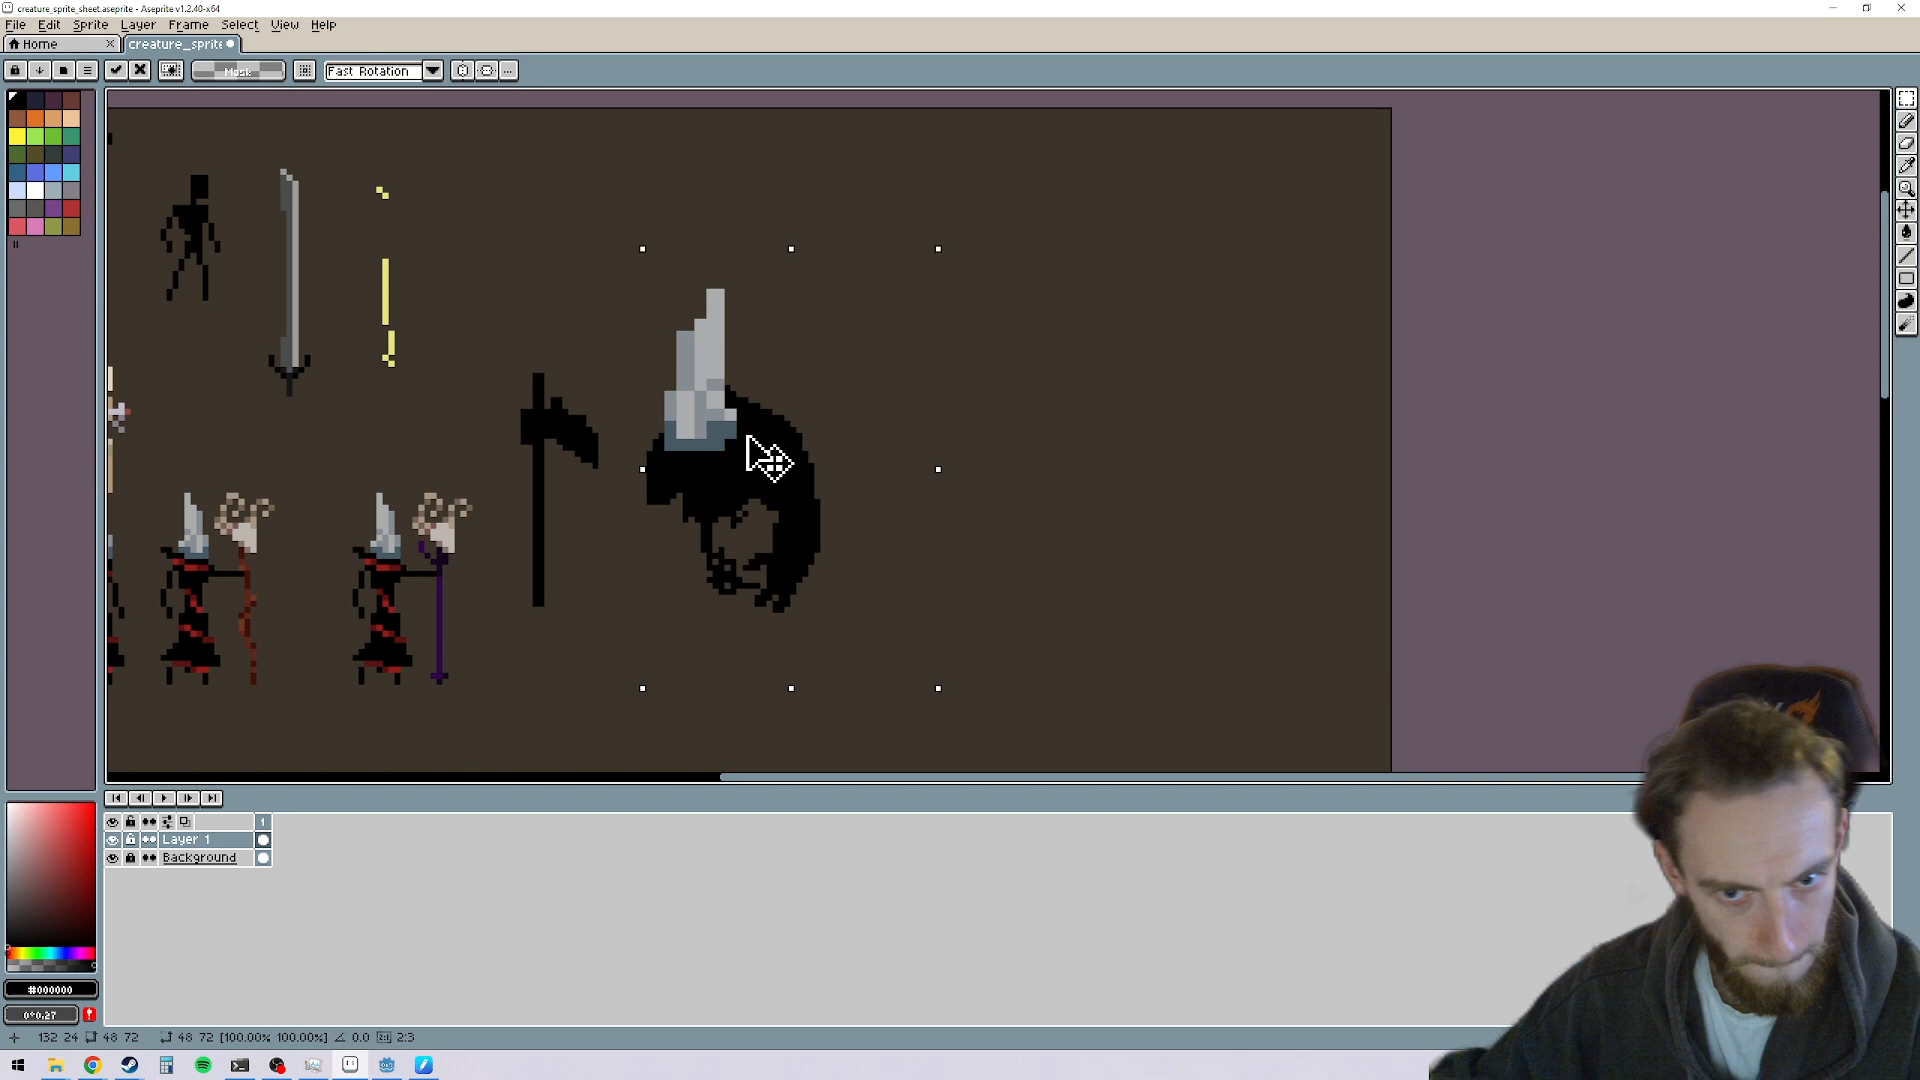 creature_sprite_sheet.aseprite - Aseprite v1.2.40-x64
File Edit Sprite Layer Frame Select View Help
Home
creature_sprite
Mask
Fast Rotation
...
1
Layer 1
Background
#000000
132 24 48 72 48 72 [100.00% 100.00%] 0.0 2:3